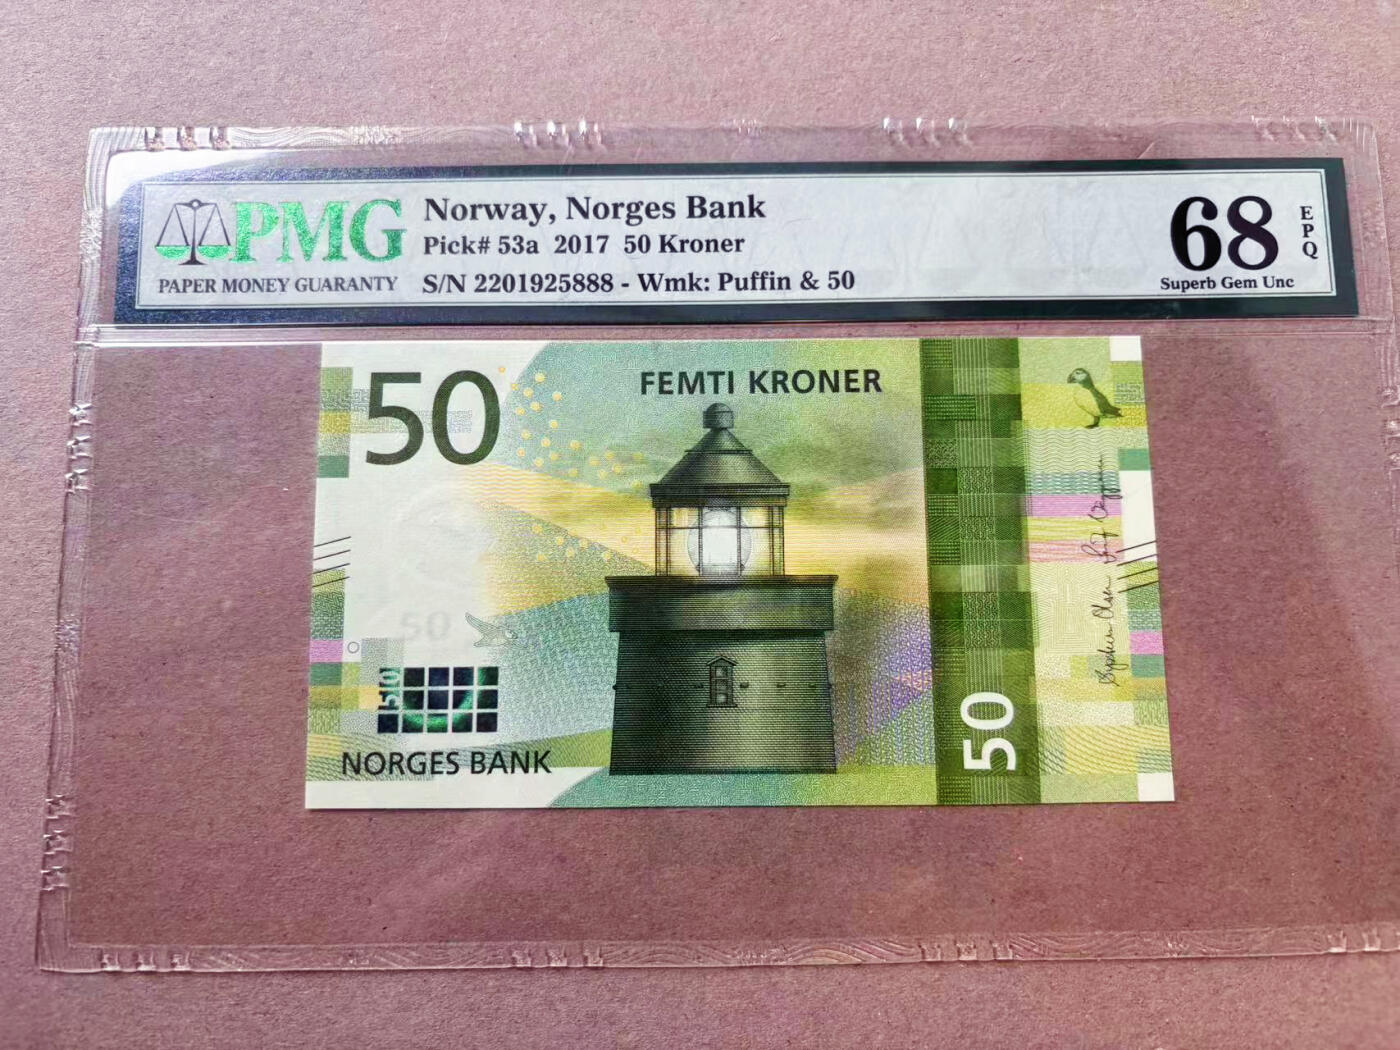 PMG
PAPER MONEY GUARANTY
Norway, Norges Bank
Pick# 53a 2017 50 Kroner
S/N 2201925888 - Wmk: Puffin & 50
68
EPQ
Superb Gem Unc
50
FEMTI KRONER
50
50
NORGES BANK
50